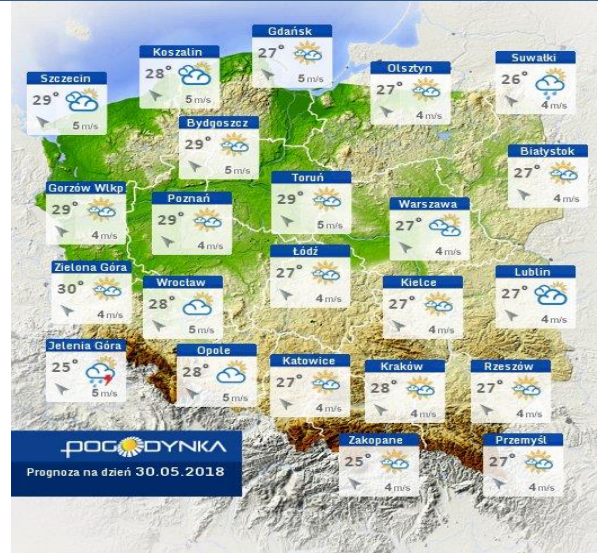 Gdańsk
27°
5 m/s
Koszalin
28°
5 m/s
Suwałki
26°
4 m/s
Olsztyn
27°
4 m/s
Szczecin
29°
5 m/s
Bydgoszcz
29°
5 m/s
Białystok
27°
4 m/s
Toruń
29°
5 m/s
Gorzów Wlkp
29°
4 m/s
Poznań
29°
4 m/s
Warszawa
27°
4 m/s
Łódź
27°
4 m/s
Zielona Góra
30°
4 m/s
Lublin
27°
4 m/s
Wrocław
28°
5 m/s
Kielce
27°
4 m/s
Jelenia Góra
25°
5 m/s
Opole
28°
5 m/s
Katowice
27°
4 m/s
Kraków
28°
4 m/s
Rzeszów
27°
4 m/s
Zakopane
25°
4 m/s
Przemyśl
27°
4 m/s
POGODYNKA
Prognoza na dzień 30.05.2018